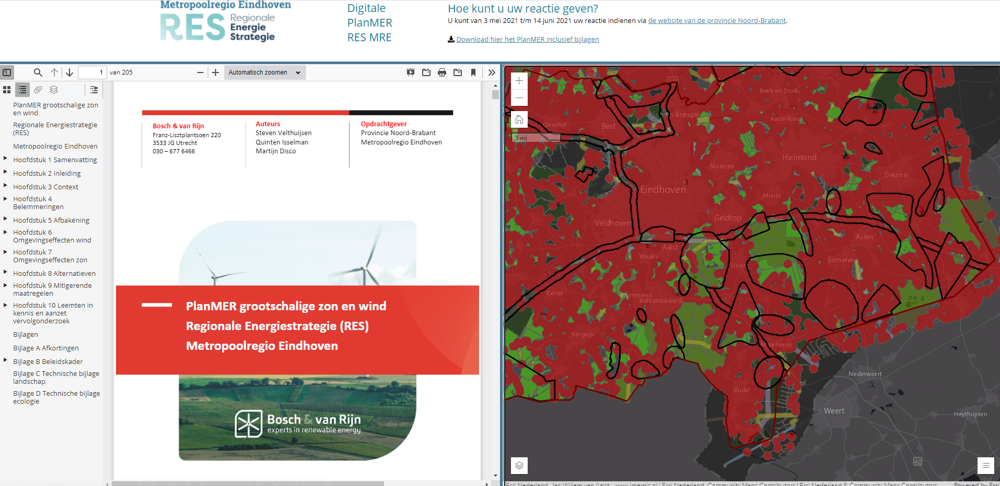 Metropoolregio Eindhoven
RES Regionale
Energie
Strategie
Digitale
PlanMER
RES MRE
Hoe kunt u uw reactie geven?
U kunt van 3 mei 2021 t/m 14 juni 2021 uw reactie indienen via de website van de provincie Noord-Brabant.
Download hier het PlanMER inclusief bijlagen
1 van 205
Automatisch zoomen
PlanMER grootschalige zon
en wind
Regionale Energiestrategie
(RES)
Metropoolregio Eindhoven
Hoofdstuk 1 Samenvatting
Hoofdstuk 2 Inleiding
Hoofdstuk 3 Context
Hoofdstuk 4
Belemmeringen
Hoofdstuk 5 Afbakening
Hoofdstuk 6
Omgevingseffecten wind
Hoofdstuk 7
Omgevingseffecten zon
Hoofdstuk 8 Alternatieven
Hoofdstuk 9 Mitigerende
maatregelen
Hoofdstuk 10 Leemten in
kennis en aanzet
vervolgonderzoek
Bijlagen
Bijlage A Afkortingen
Bijlage B Beleidskader
Bijlage C Technische bijlage
landschap
Bijlage D Technische bijlage
ecologie
Bosch & van Rijn
Franz-Lisztplantsoen 220
3533 JG Utrecht
030 – 677 6466
Auteurs
Steven Velthuijsen
Quinten Isselman
Martijn Disco
Opdrachtgever
Provincie Noord-Brabant
Metropoolregio Eindhoven
PlanMER grootschalige zon en wind
Regionale Energiestrategie (RES)
Metropoolregio Eindhoven
Bosch & van Rijn
experts in renewable energy
3 mi
A2
Beek en Donk
Son en Breugel
Aarle-Rixtel
Oirschot
Best
Helmond
Nuenen
Deurne
Eindhoven
Mierlo
Geldrop
Veldhoven
Asten
Aalst
Waalre
Someren
Heeze
Eersel
Dommelen
Valkenswaard
Bergeijk
Maarheeze
Nederweert
Budel
Weert
Heythuysen
A2
Esri Nederland, Jan Willem van Aalst - www.imergis.nl | Esri Nederland, Community Maps Contributors | Esri Nederland & Community Maps Contributors
Powered by Esri